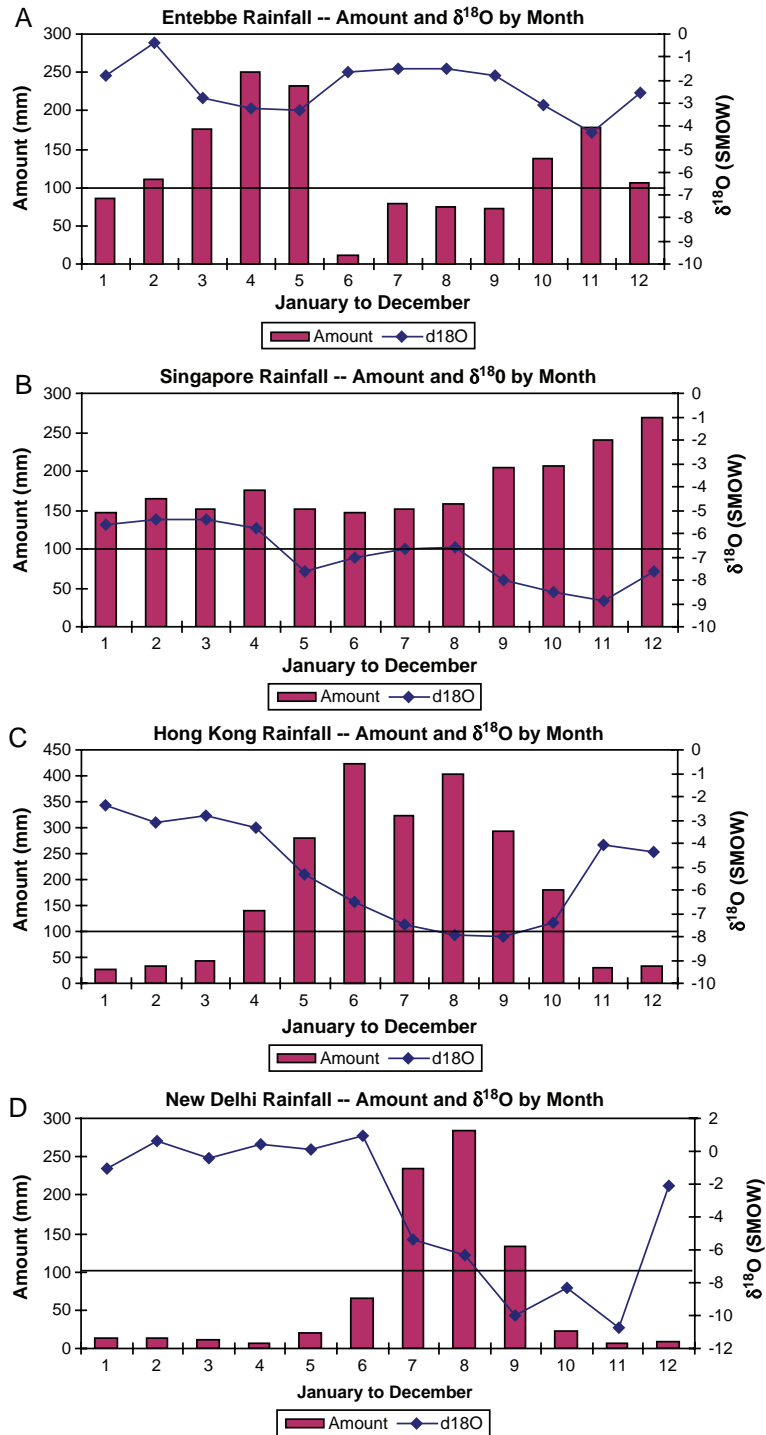 A
Entebbe Rainfall -- Amount and δ¹⁸O by Month
Amount (mm)
300
250
200
150
100
50
0
0
-1
-2
-3
-4
-5
-6
-7
-8
-9
-10
δ¹⁸O (SMOW)
1 2 3 4 5 6 7 8 9 10 11 12
January to December
Amount d18O
B
Singapore Rainfall -- Amount and δ¹⁸0 by Month
Amount (mm)
300
250
200
150
100
50
0
0
-1
-2
-3
-4
-5
-6
-7
-8
-9
-10
δ¹⁸O (SMOW)
1 2 3 4 5 6 7 8 9 10 11 12
January to December
Amount d18O
C
Hong Kong Rainfall -- Amount and δ¹⁸O by Month
Amount (mm)
450
400
350
300
250
200
150
100
50
0
0
-1
-2
-3
-4
-5
-6
-7
-8
-9
-10
δ¹⁸O (SMOW)
1 2 3 4 5 6 7 8 9 10 11 12
January to December
Amount d18O
D
New Delhi Rainfall -- Amount and δ¹⁸O by Month
Amount (mm)
300
250
200
150
100
50
0
2
0
-2
-4
-6
-8
-10
-12
δ¹⁸O (SMOW)
1 2 3 4 5 6 7 8 9 10 11 12
January to December
Amount d18O